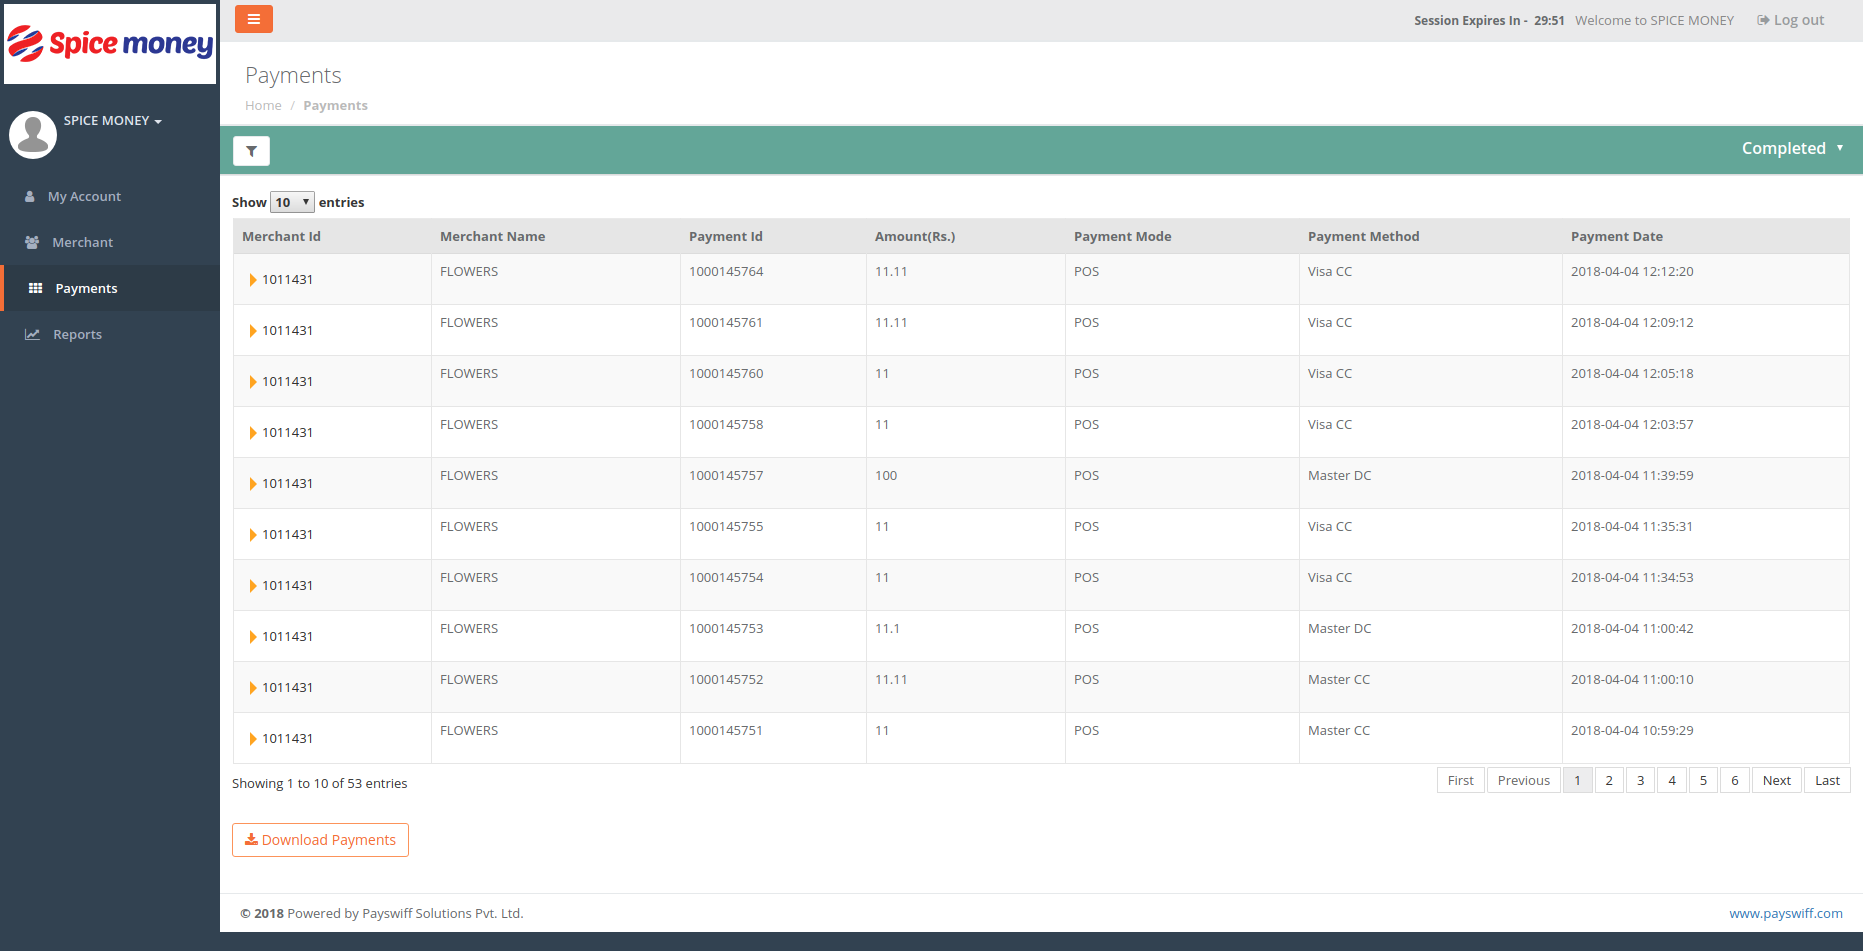 Spice money
Session Expires In - 29:51 Welcome to SPICE MONEY Log out
Payments
Home / Payments
SPICE MONEY
My Account
Merchant
Payments
Reports
Completed
Show 10 entries
Merchant Id Merchant Name Payment Id Amount(Rs.) Payment Mode Payment Method Payment Date
1011431 FLOWERS 1000145764 11.11 POS Visa CC 2018-04-04 12:12:20
1011431 FLOWERS 1000145761 11.11 POS Visa CC 2018-04-04 12:09:12
1011431 FLOWERS 1000145760 11 POS Visa CC 2018-04-04 12:05:18
1011431 FLOWERS 1000145758 11 POS Visa CC 2018-04-04 12:03:57
1011431 FLOWERS 1000145757 100 POS Master DC 2018-04-04 11:39:59
1011431 FLOWERS 1000145755 11 POS Visa CC 2018-04-04 11:35:31
1011431 FLOWERS 1000145754 11 POS Visa CC 2018-04-04 11:34:53
1011431 FLOWERS 1000145753 11.1 POS Master DC 2018-04-04 11:00:42
1011431 FLOWERS 1000145752 11.11 POS Master CC 2018-04-04 11:00:10
1011431 FLOWERS 1000145751 11 POS Master CC 2018-04-04 10:59:29
Showing 1 to 10 of 53 entries
First Previous 1 2 3 4 5 6 Next Last
Download Payments
© 2018 Powered by Payswiff Solutions Pvt. Ltd.
www.payswiff.com